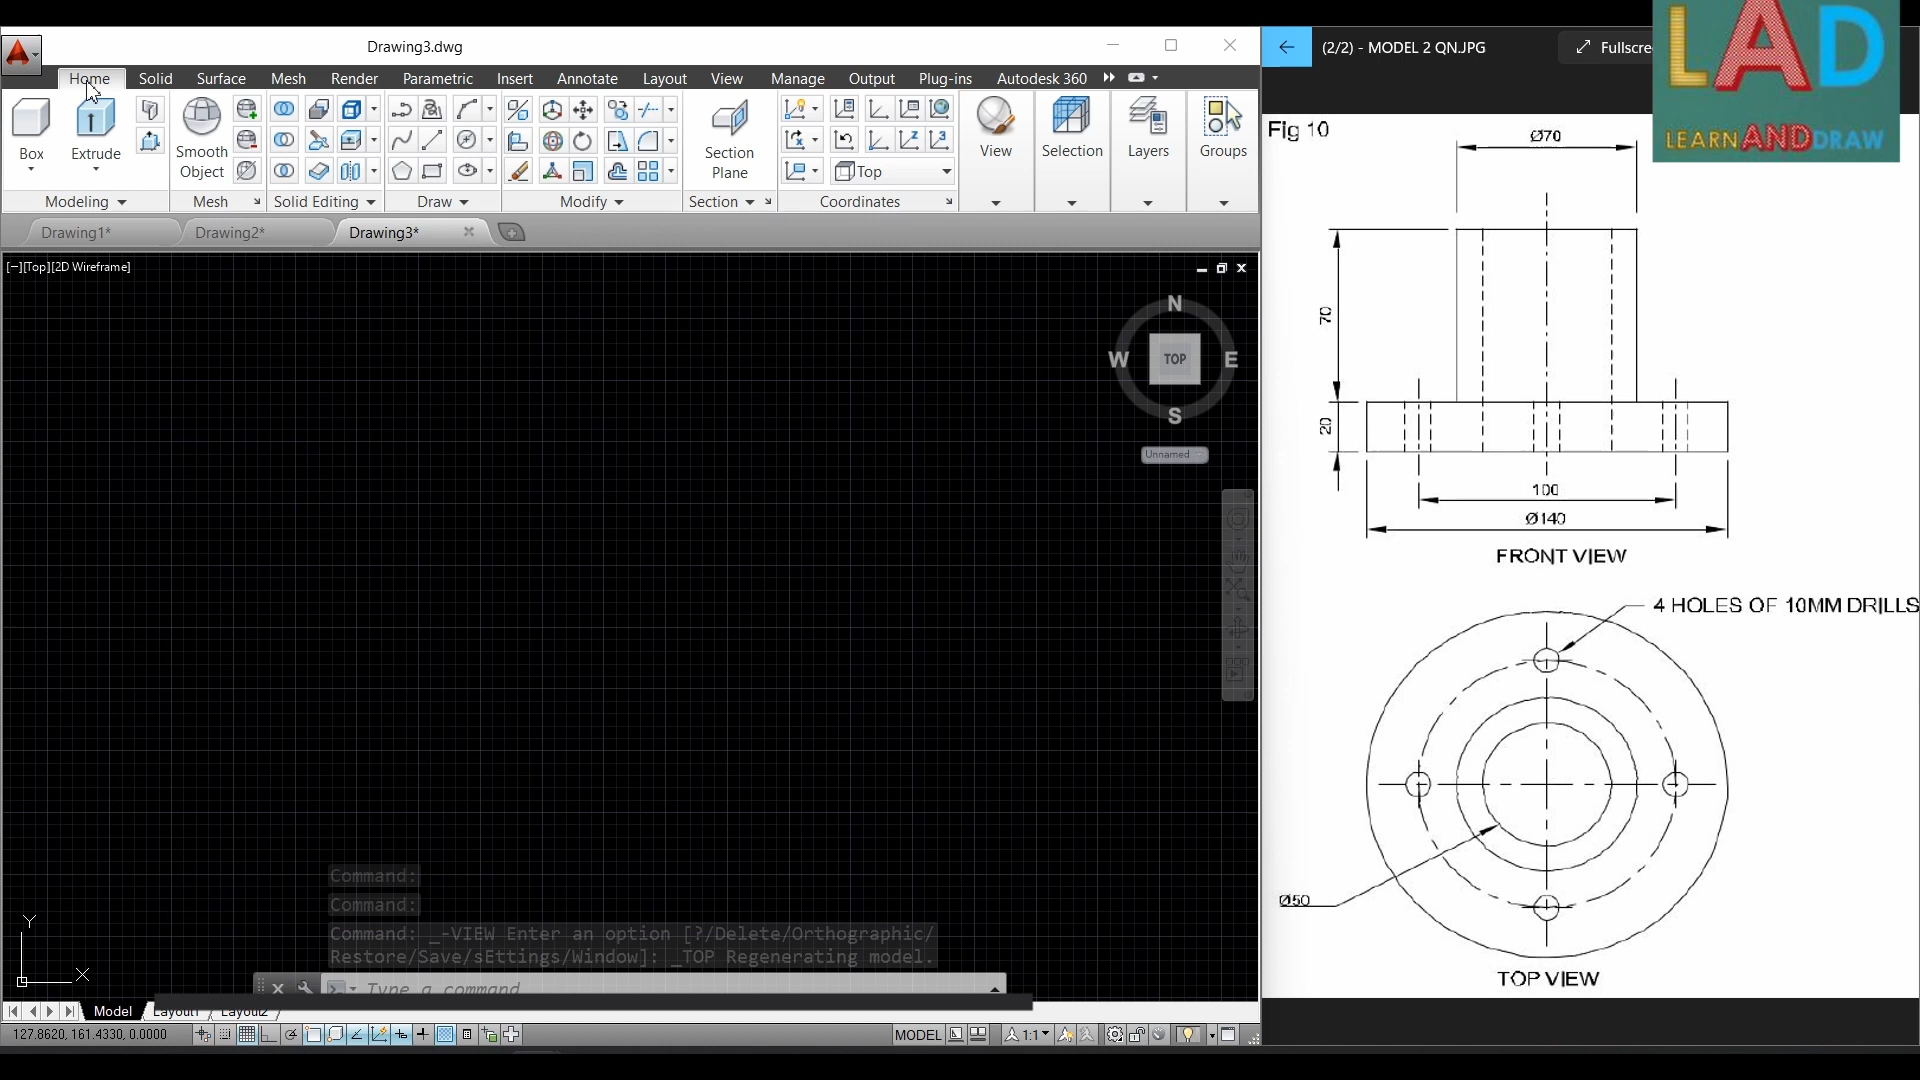 Drawing3.dwg
Home Solid Surface Mesh Render Parametric Insert Annotate Layout View Manage Output Plug-ins Autodesk 360
Box Extrude Smooth Object Section Plane Top View Selection Layers Groups
Modeling Mesh Solid Editing Draw Modify Section Coordinates
Drawing1* Drawing2* Drawing3*
[−][Top][2D Wireframe]
N
W TOP E
S
Unnamed
Command:
Command:
Command: _-VIEW Enter an option [?/Delete/Orthographic/
Restore/Save/sEttings/Window]: _TOP Regenerating model.
Type a command
Y
X
Model Layout1 Layout2
127.8620, 161.4330, 0.0000 MODEL 1:1
(2/2) - MODEL 2 QN.JPG Fullscre
LAD
LEARNANDDRAW
Fig 10
Ø70
70
20
100
Ø140
FRONT VIEW
4 HOLES OF 10MM DRILLS
Ø50
TOP VIEW